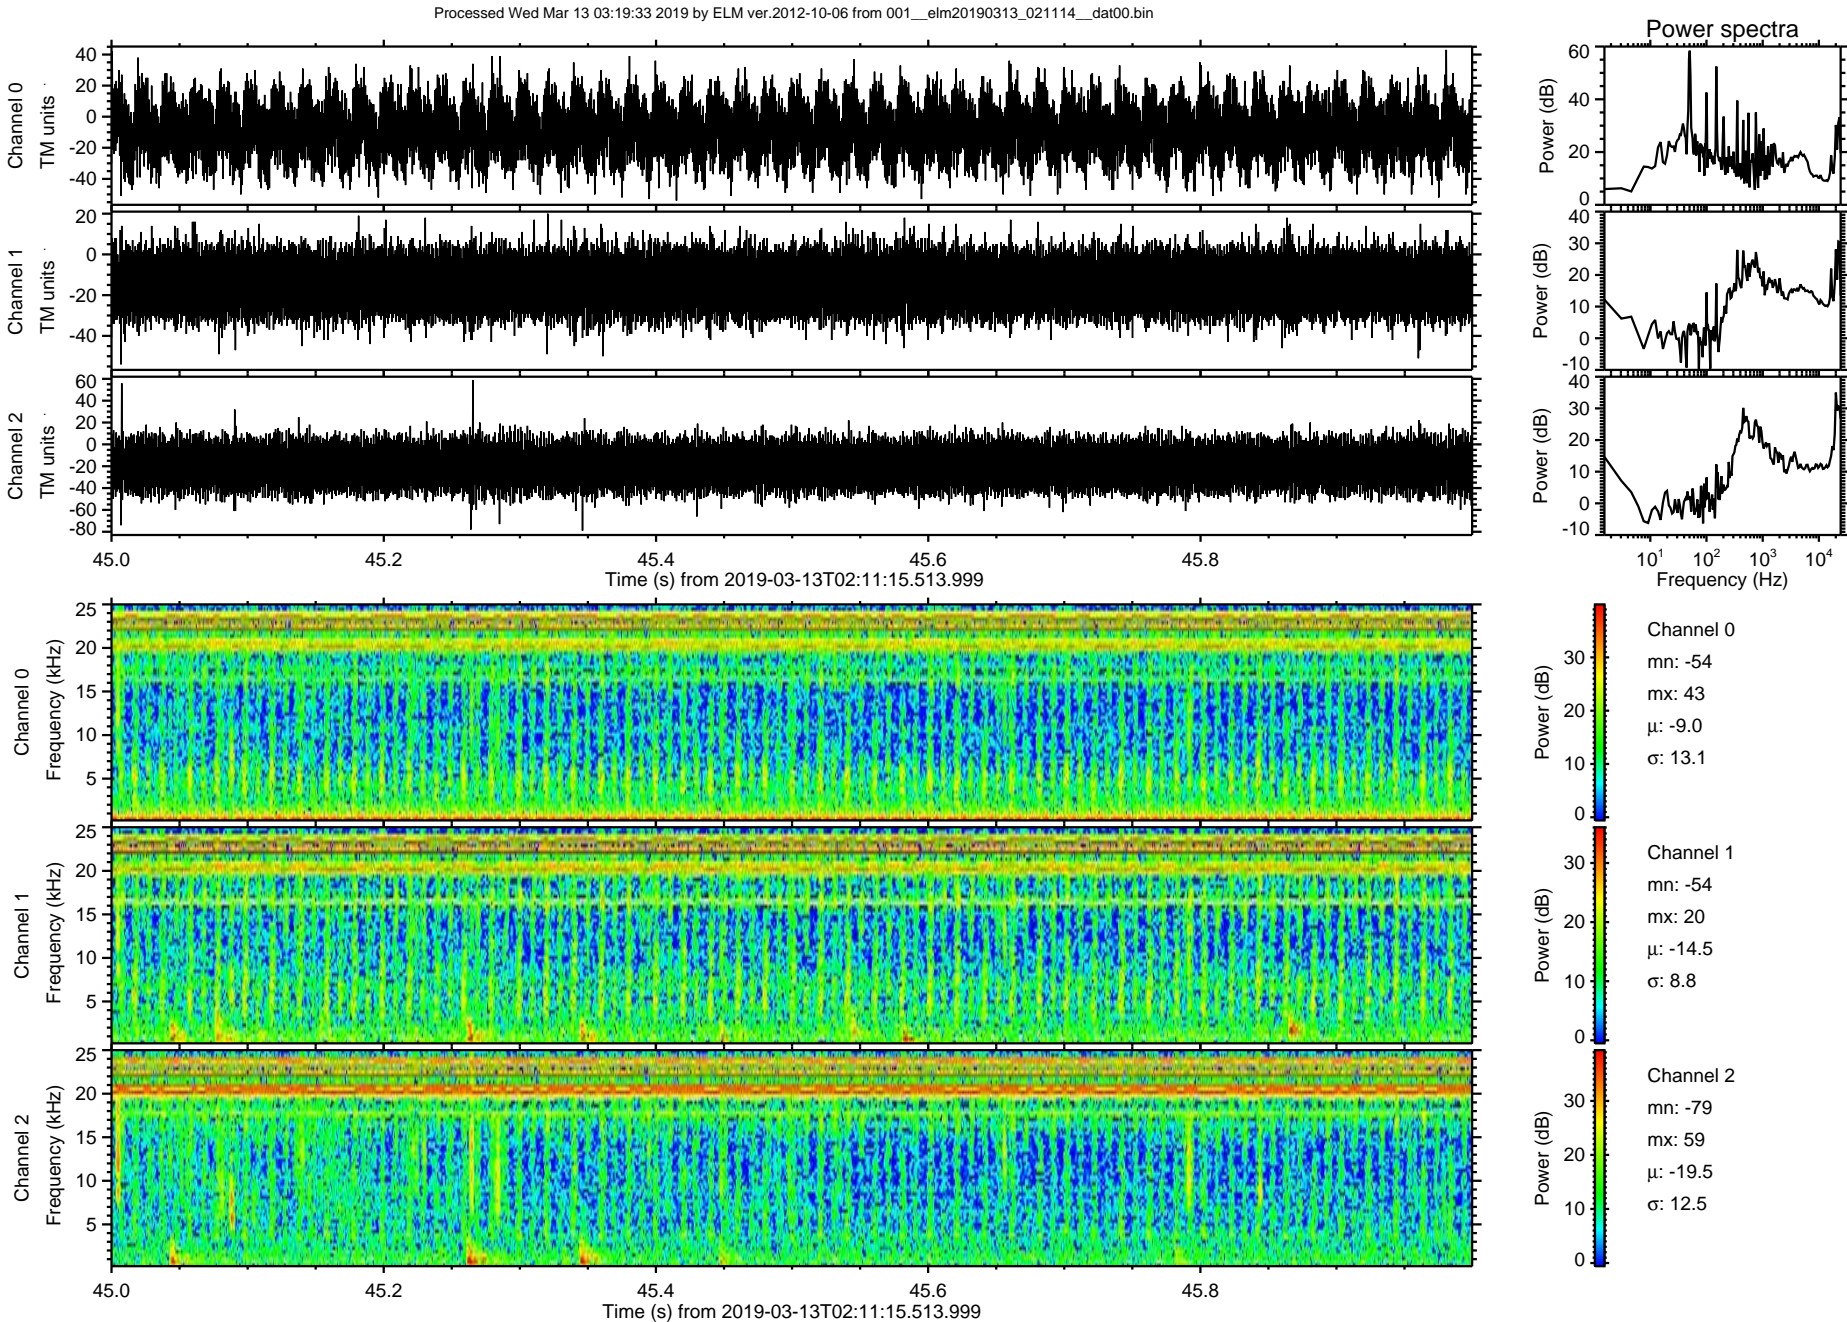 Processed Wed Mar 13 03:19:33 2019 by ELM ver.2012-10-06 from 001__elm20190313_021114__dat00.bin
Power spectra
Channel 0
TM units
40
20
0
-20
-40
Power (dB)
60
40
20
0
Channel 1
TM units
20
0
-20
-40
Power (dB)
40
30
20
10
0
-10
Channel 2
TM units
60
40
20
0
-20
-40
-60
-80
Power (dB)
40
30
20
10
0
-10
45.0 45.2 45.4 45.6 45.8
Time (s) from 2019-03-13T02:11:15.513.999
10^1 10^2 10^3 10^4
Frequency (Hz)
Channel 0
Frequency (kHz)
25
20
15
10
5
Power (dB)
30
20
10
0
Channel 0
mn: -54
mx: 43
μ: -9.0
σ: 13.1
Channel 1
Frequency (kHz)
25
20
15
10
5
Power (dB)
30
20
10
0
Channel 1
mn: -54
mx: 20
μ: -14.5
σ: 8.8
Channel 2
Frequency (kHz)
25
20
15
10
5
Power (dB)
30
20
10
0
Channel 2
mn: -79
mx: 59
μ: -19.5
σ: 12.5
45.0 45.2 45.4 45.6 45.8
Time (s) from 2019-03-13T02:11:15.513.999